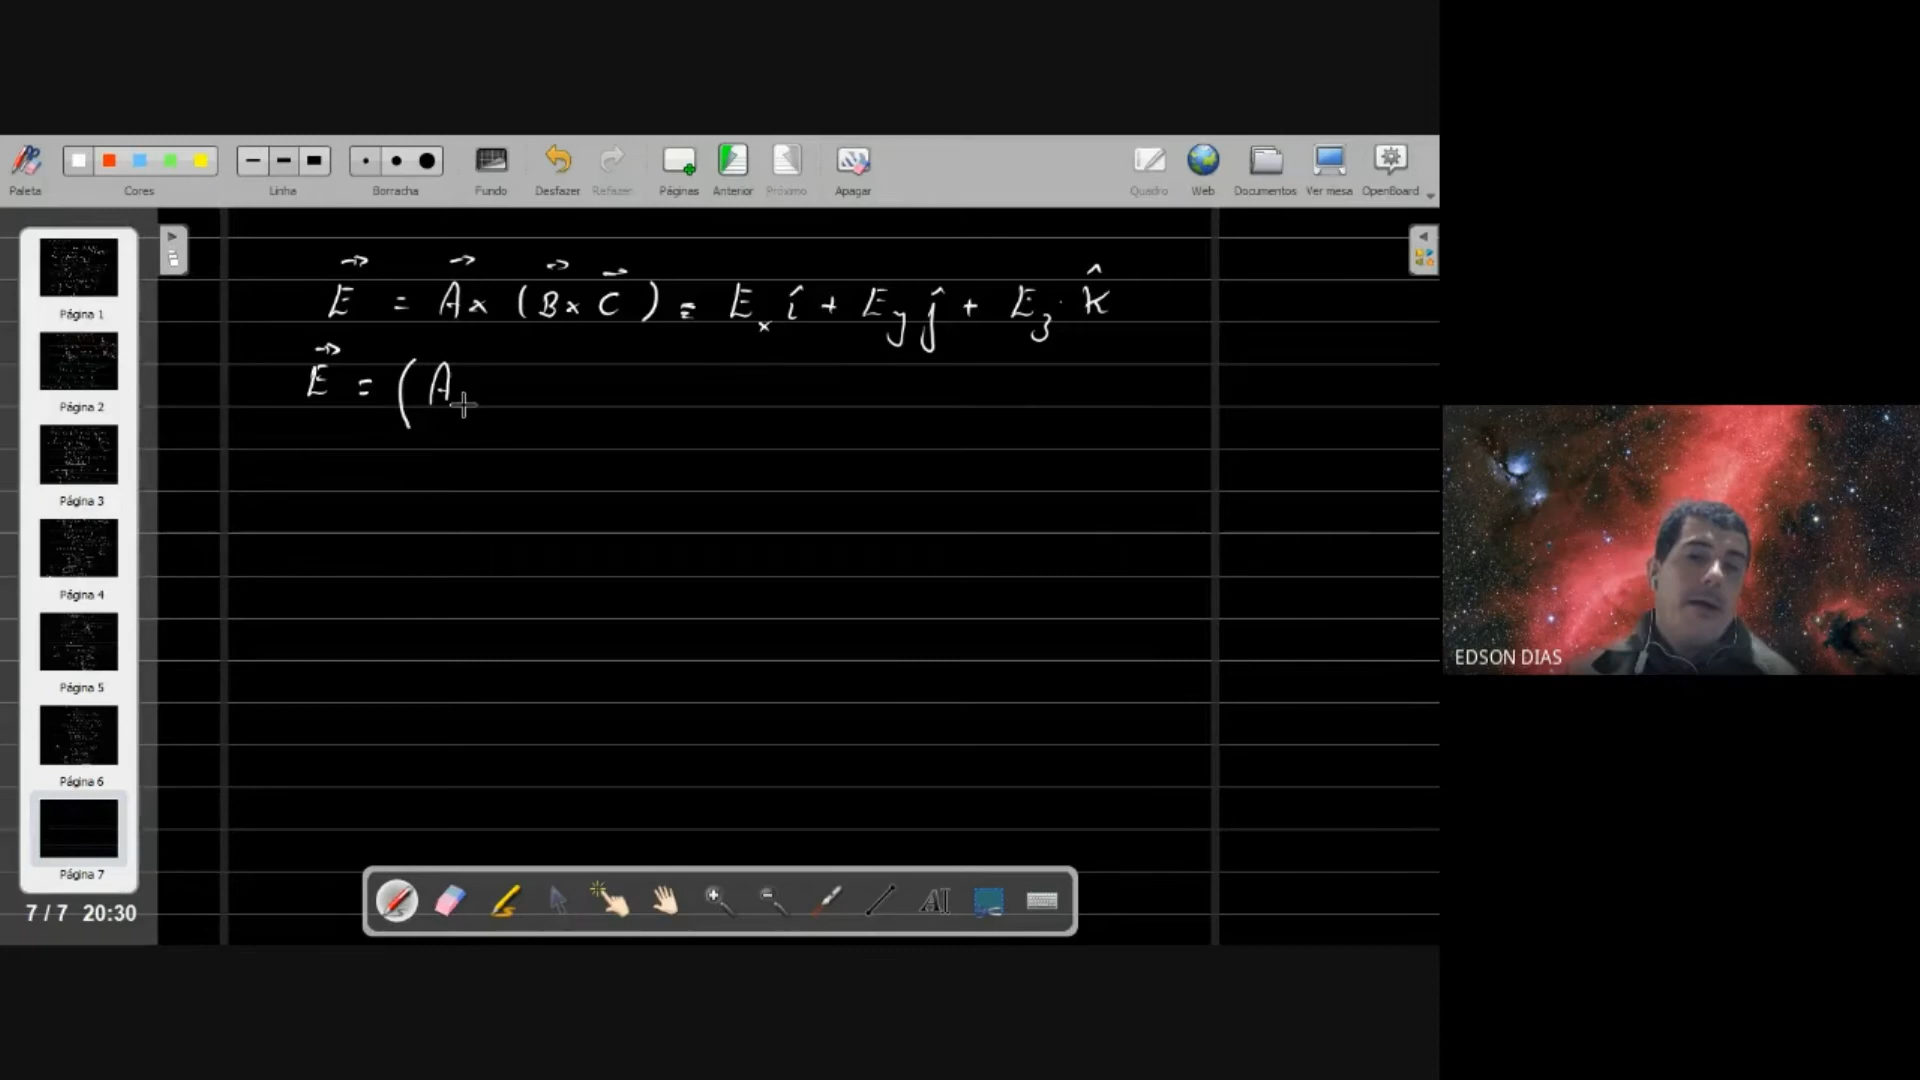 Paleta
Cores
Linha
Borracha
Fundo
Desfazer
Refazer
Páginas
Anterior
Próximo
Apagar
Quadro
Web
Documentos
Ver mesa
OpenBoard
E⃗ = A⃗ x (B⃗ x C⃗) = Eₓ î + E_y ĵ + E_z · k̂
E⃗ = ( A
Página 1
Página 2
Página 3
Página 4
Página 5
Página 6
Página 7
7 / 7 20:30
AI
EDSON DIAS